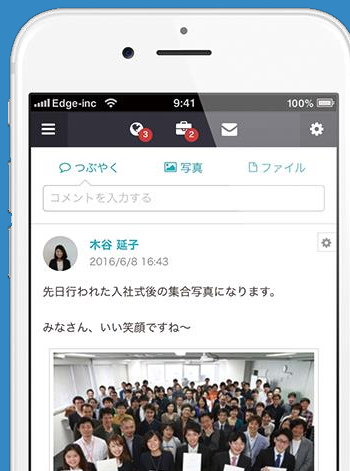 Edge-inc 9:41 100%
3 2
つぶやく 写真 ファイル
コメントを入力する
木谷 延子
2016/6/8 16:43
先日行われた入社式後の集合写真になります。
みなさん、いい笑顔ですね〜